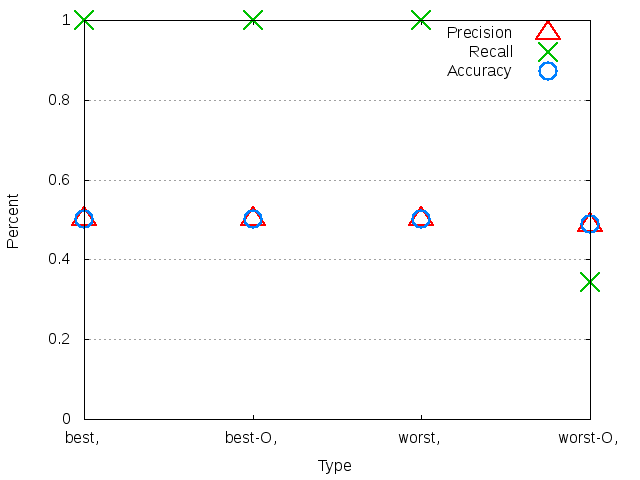 Precision
Recall
Accuracy
1
0.8
0.6
0.4
0.2
0
Percent
best,
best-O,
worst,
worst-O,
Type